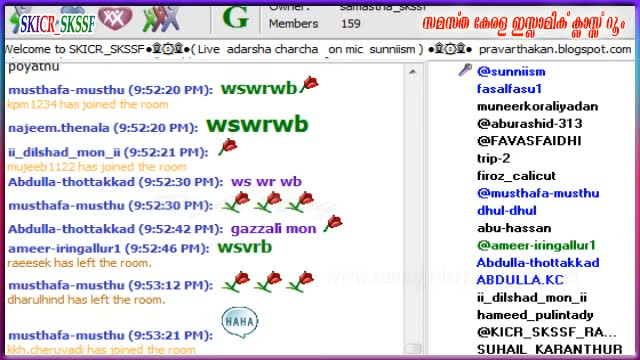 SKICR_SKSSF
G
Owner: samastha_skssf
Members 159
സമസ്ത കേരള ഇസ്ലാമിക് ക്ലാസ്സ് റൂം
Welcome to SKICR_SKSSF●۩۞۩●( Live adarsha charcha on mic sunniism ) ●۩۞۩● pravarthakan.blogspot.com
poyathu
musthafa-musthu (9:52:20 PM): wswrwb
kpm1234 has joined the room
najeem.thenala (9:52:20 PM): wswrwb
ii_dilshad_mon_ii (9:52:21 PM):
mujeeb1122 has joined the room
Abdulla-thottakkad (9:52:30 PM): ws wr wb
musthafa-musthu (9:52:30 PM):
Abdulla-thottakkad (9:52:42 PM): gazzali mon
ameer-iringallur1 (9:52:46 PM): wsvrb
raeesek has left the room.
musthafa-musthu (9:53:12 PM):
dharulhind has left the room.
HAHA
musthafa-musthu (9:53:21 PM):
kkh.cheruvadi has joined the room
@sunniism
fasalfasu1
muneerkoraliyadan
@aburashid-313
@FAVASFAIDHI
trip-2
firoz_calicut
@musthafa-musthu
dhul-dhul
abu-hassan
@ameer-iringallur1
Abdulla-thottakkad
ABDULLA.KC
ii_dilshad_mon_ii
hameed_pulintady
@KICR_SKSSF_RA...
SUHAIL_KARANTHUR